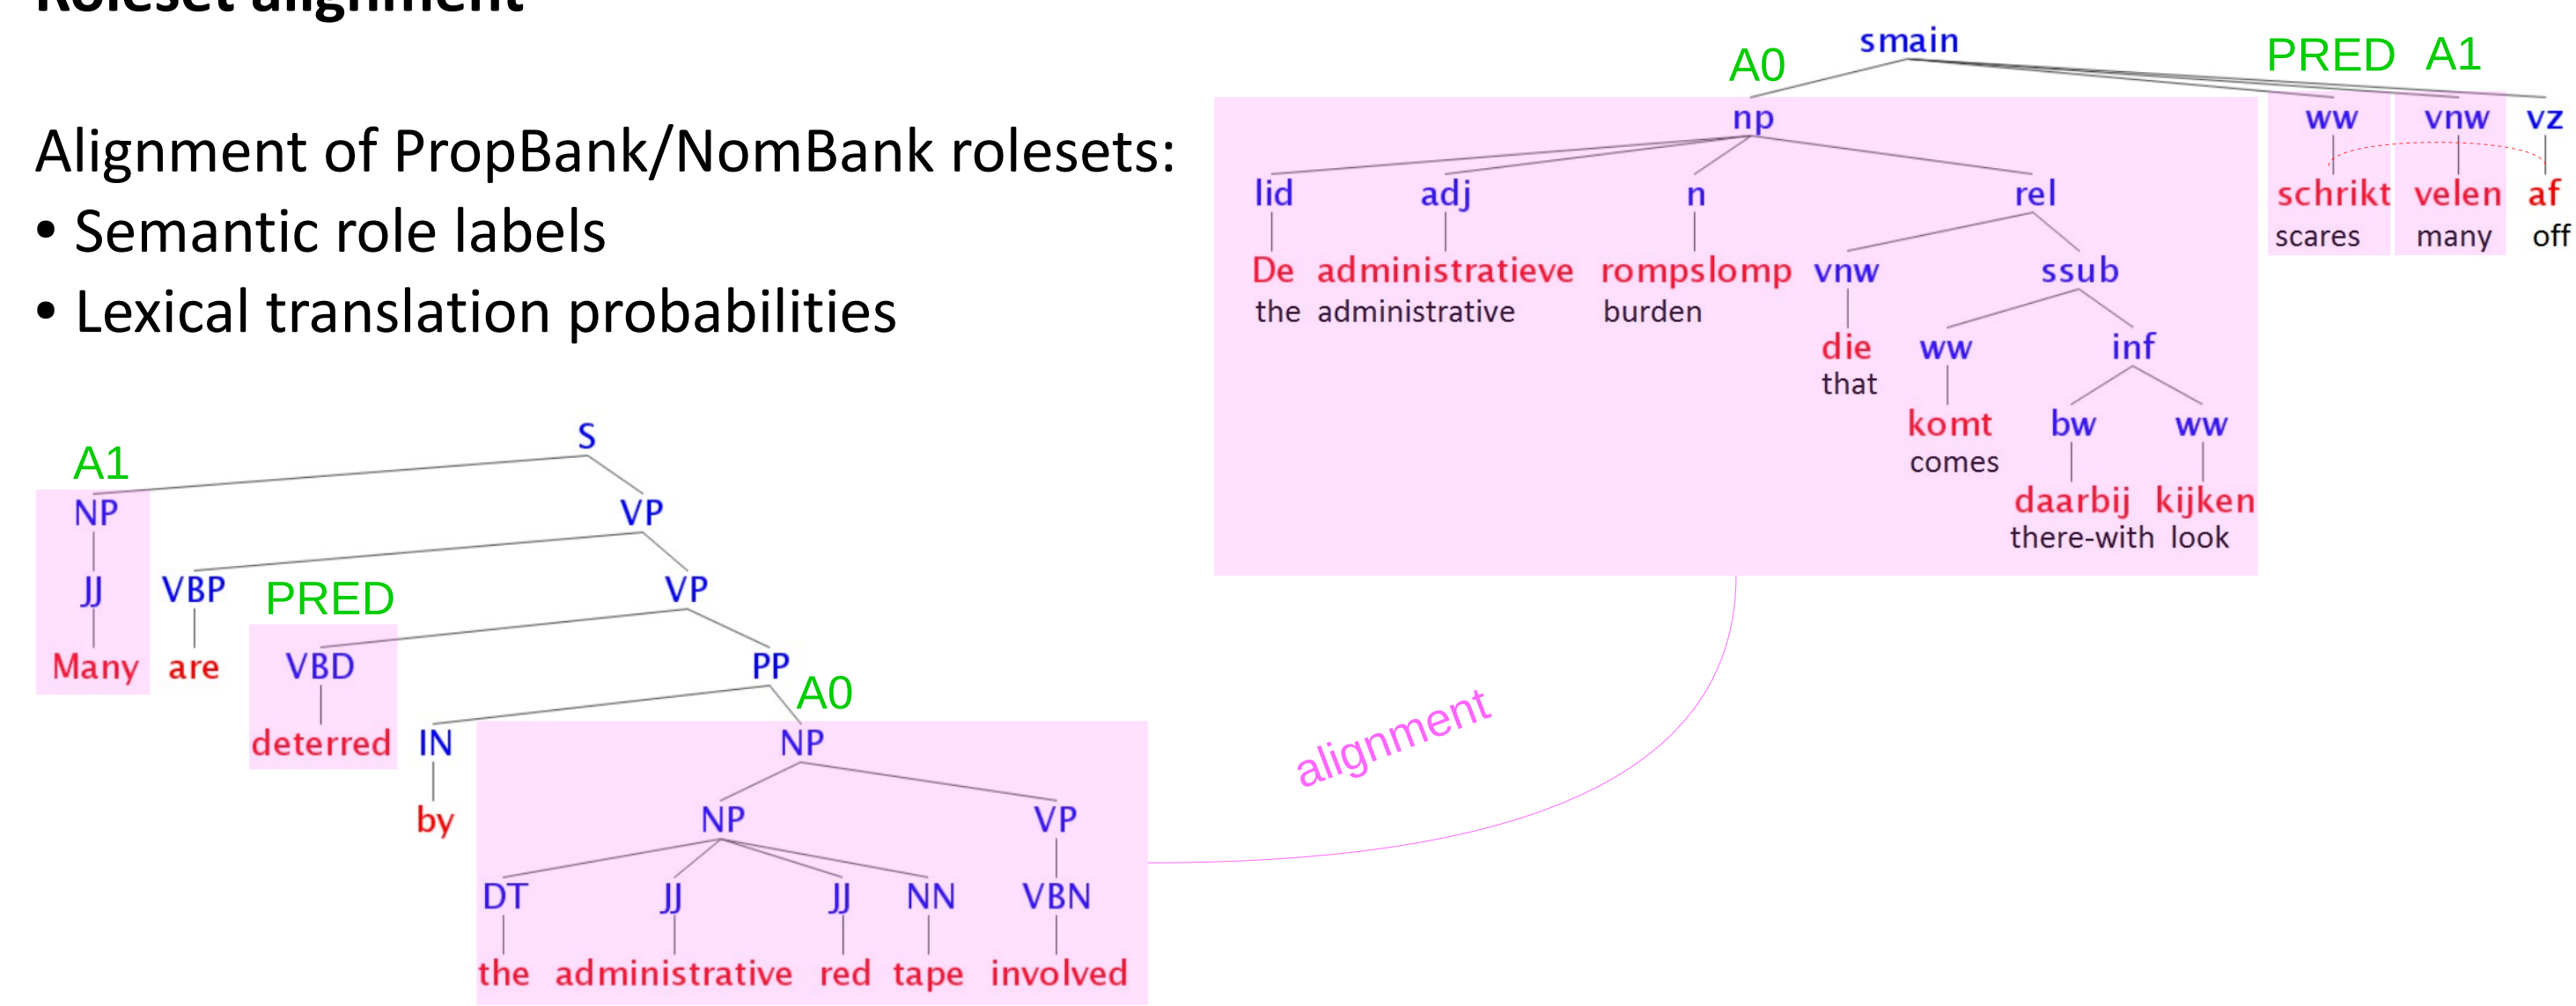 Roleset alignment
Alignment of PropBank/NomBank rolesets:
• Semantic role labels
• Lexical translation probabilities
smain
A0 PRED A1
np ww vnw vz
lid adj n rel schrikt velen af
scares many off
De administratieve rompslomp vnw ssub
the administrative burden
die ww inf
that
komt bw ww
comes
daarbij kijken
there-with look
S
A1
NP VP
JJ VBP PRED VP
Many are VBD PP
A0
deterred IN NP
by NP VP
DT JJ JJ NN VBN
the administrative red tape involved
alignment